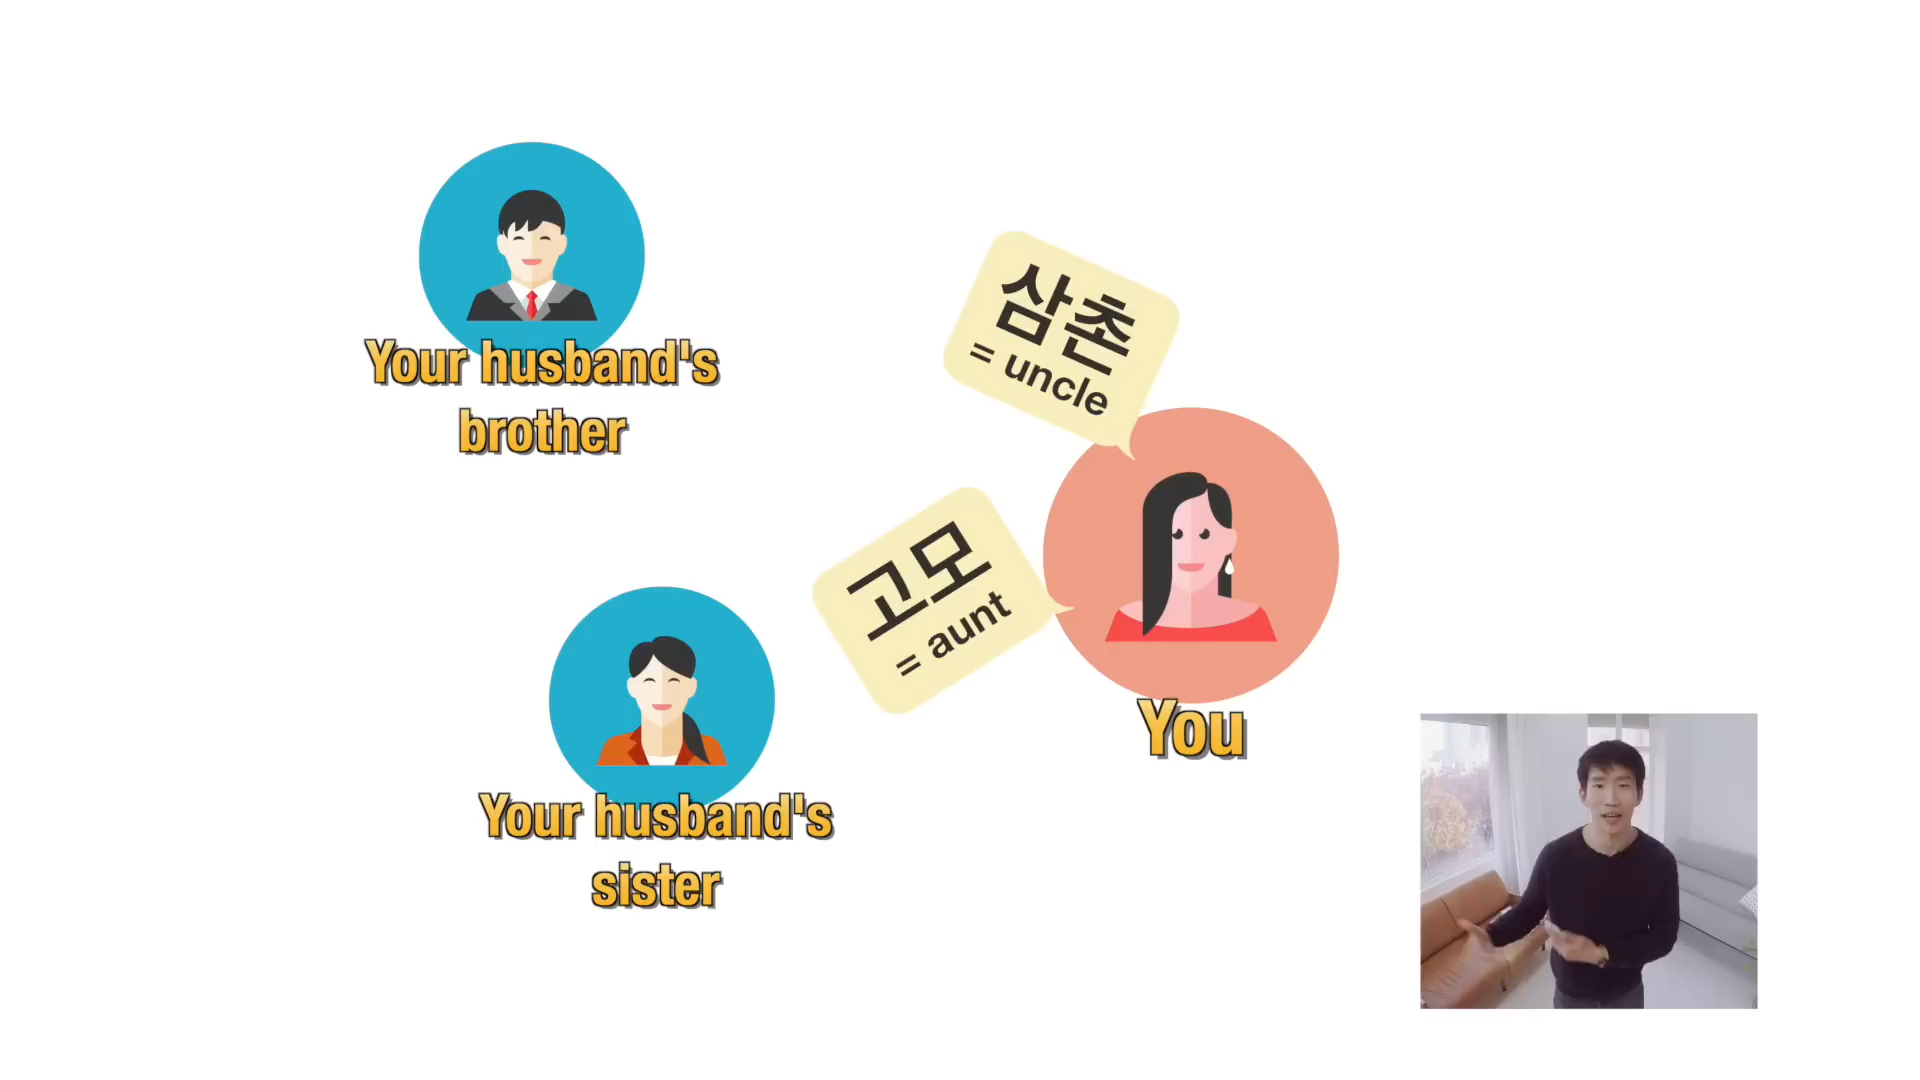 Your husband's
brother
삼촌
= uncle
고모
= aunt
You
Your husband's
sister